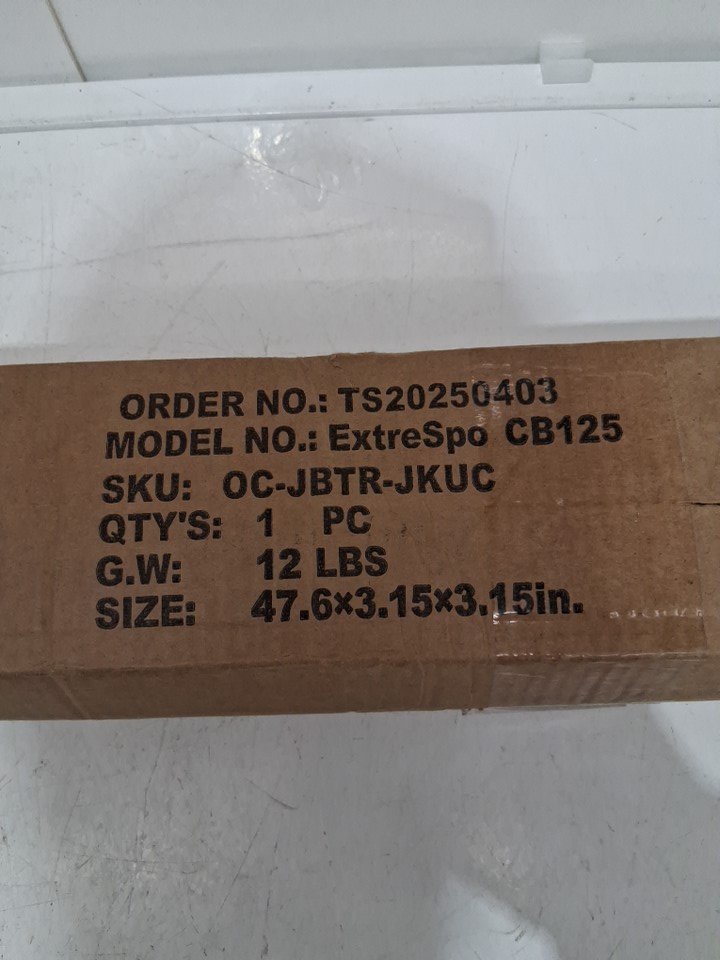 ORDER NO.: TS20250403
MODEL NO.: ExtreSpo CB125
SKU: OC-JBTR-JKUC
QTY'S: 1 PC
G.W: 12 LBS
SIZE: 47.6×3.15×3.15in.